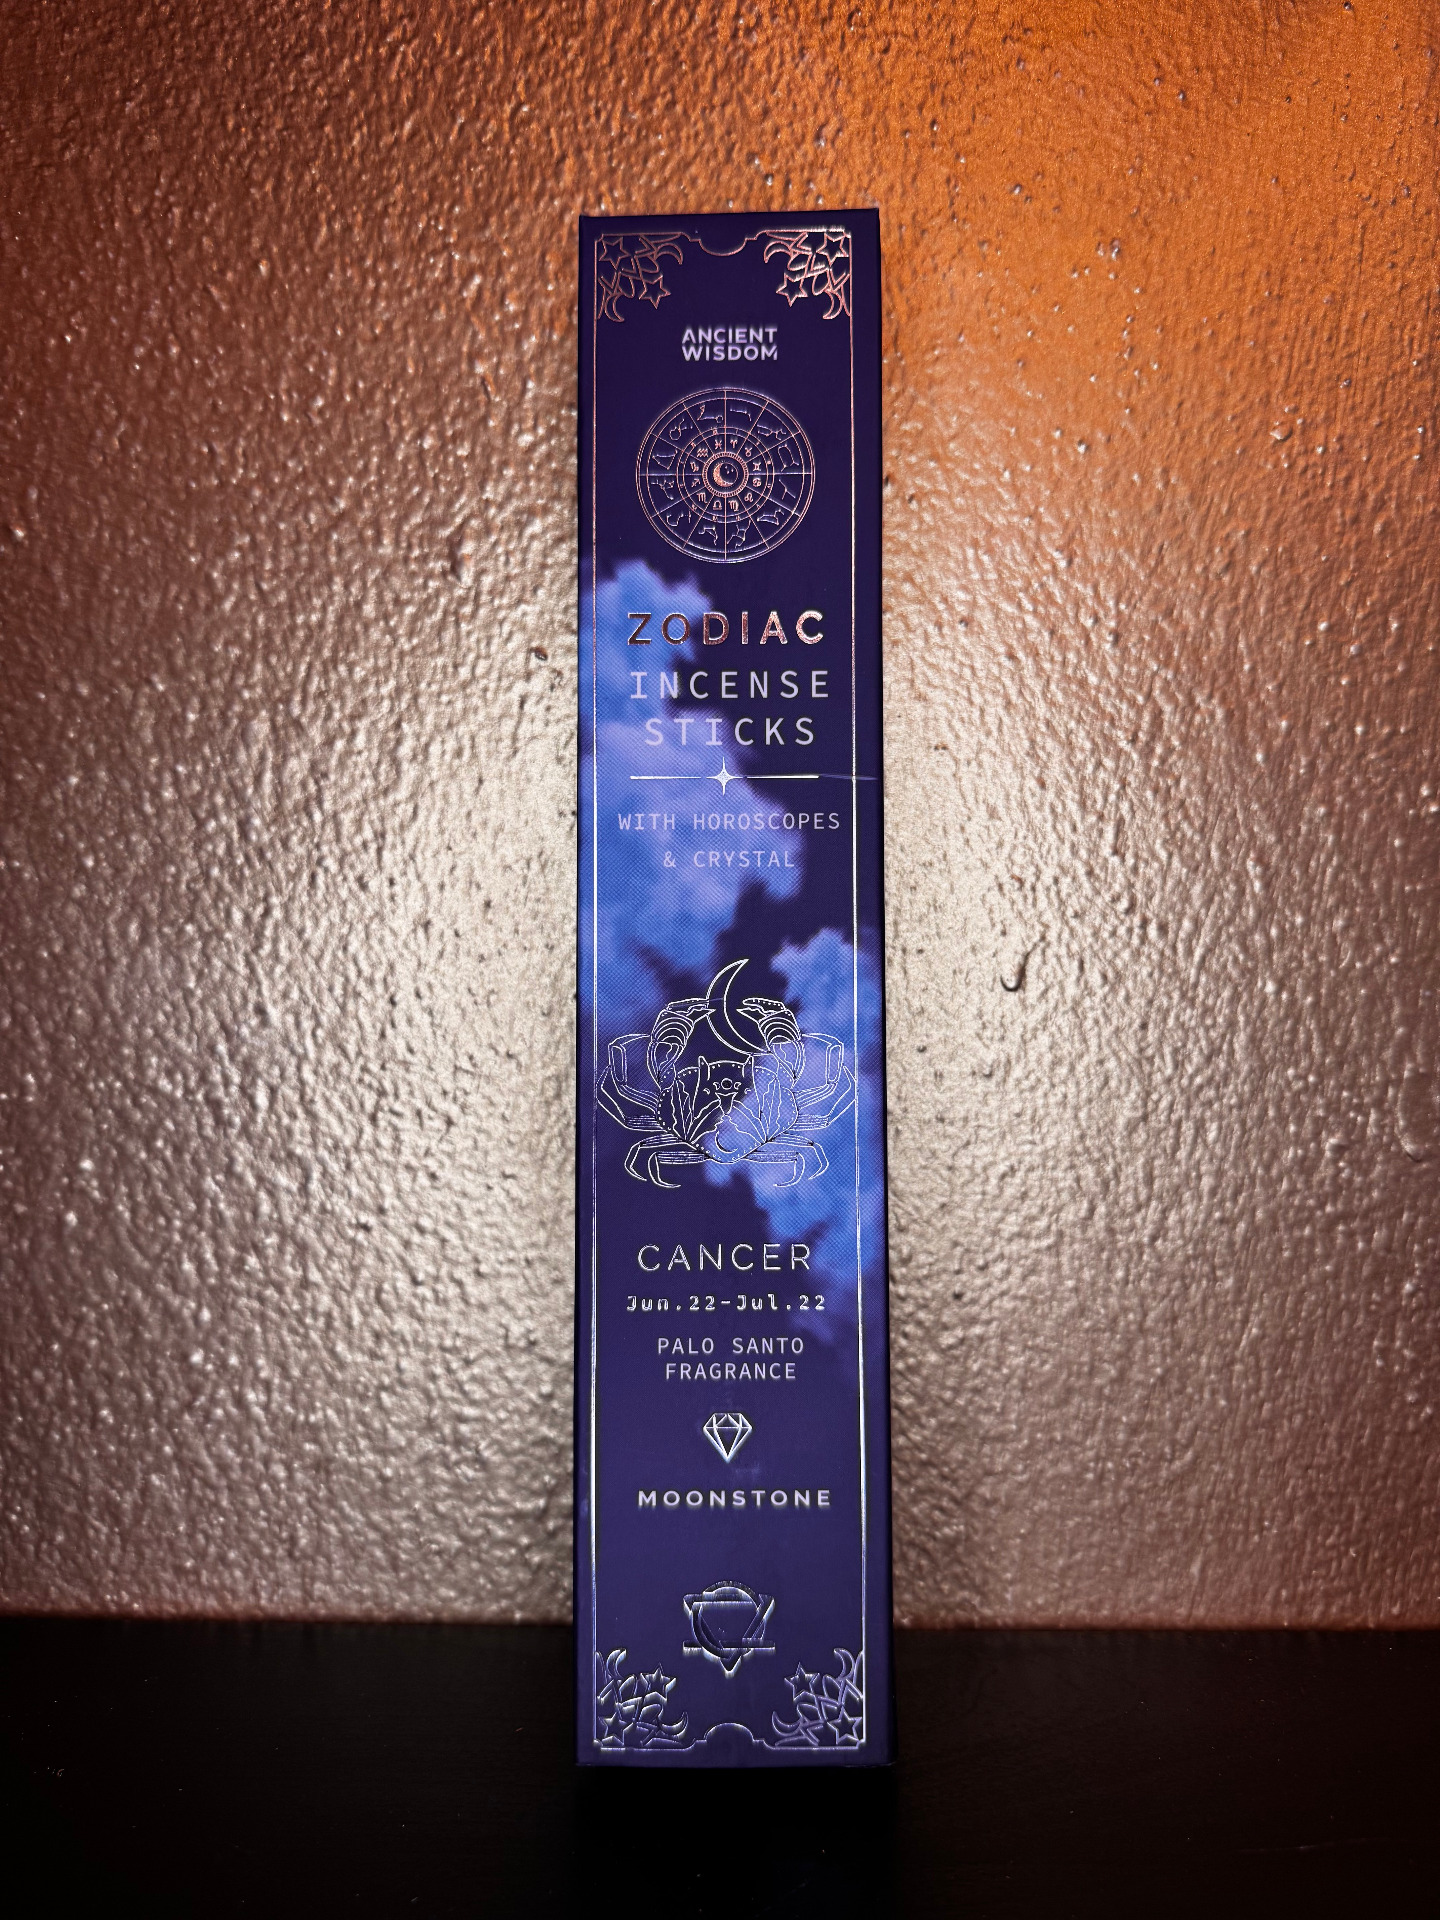 ANCIENT
WISDOM
ZODIAC
INCENSE
STICKS
WITH HOROSCOPES
& CRYSTAL
CANCER
Jun.22-Jul.22
PALO SANTO
FRAGRANCE
MOONSTONE